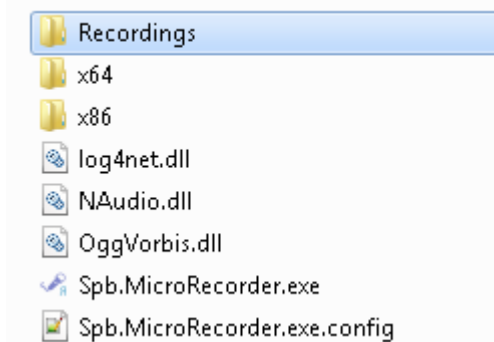 Recordings
x64
x86
log4net.dll
NAudio.dll
OggVorbis.dll
Spb.MicroRecorder.exe
Spb.MicroRecorder.exe.config